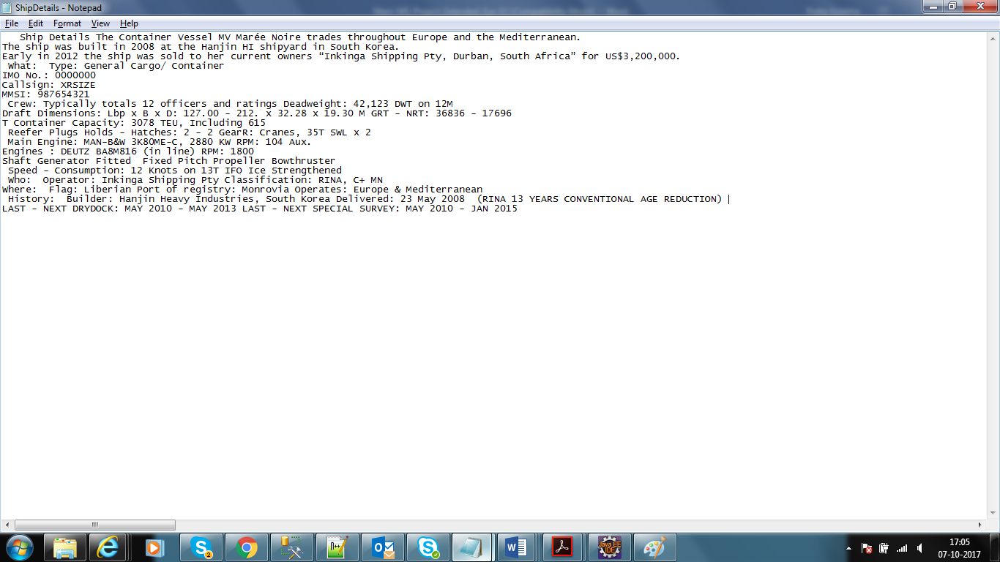 ShipDetails - Notepad
File Edit Format View Help
Ship Details The Container Vessel MV Marée Noire trades throughout Europe and the Mediterranean.
The ship was built in 2008 at the Hanjin HI shipyard in South Korea.
Early in 2012 the ship was sold to her current owners “Inkinga Shipping Pty, Durban, South Africa” for US$3,200,000.
What:  Type: General Cargo/ Container
IMO No.: 0000000
Callsign: XRSIZE
MMSI: 987654321
Crew: Typically totals 12 officers and ratings Deadweight: 42,123 DWT on 12M
Draft Dimensions: Lbp x B x D: 127.00 - 212. x 32.28 x 19.30 M GRT - NRT: 36836 - 17696
T Container Capacity: 3078 TEU, Including 615
Reefer Plugs Holds - Hatches: 2 - 2 GearR: Cranes, 35T SWL x 2
Main Engine: MAN-B&W 3K80ME-C, 2880 KW RPM: 104 Aux.
Engines : DEUTZ BA8M816 (in line) RPM: 1800
Shaft Generator Fitted  Fixed Pitch Propeller Bowthruster
Speed - Consumption: 12 Knots on 13T IFO Ice Strengthened
Who:  Operator: Inkinga Shipping Pty Classification: RINA, C+ MN
Where:  Flag: Liberian Port of registry: Monrovia Operates: Europe & Mediterranean
History:  Builder: Hanjin Heavy Industries, South Korea Delivered: 23 May 2008  (RINA 13 YEARS CONVENTIONAL AGE REDUCTION)
LAST - NEXT DRYDOCK: MAY 2010 - MAY 2013 LAST - NEXT SPECIAL SURVEY: MAY 2010 - JAN 2015
2
Java EE
IDE
17:05
07-10-2017